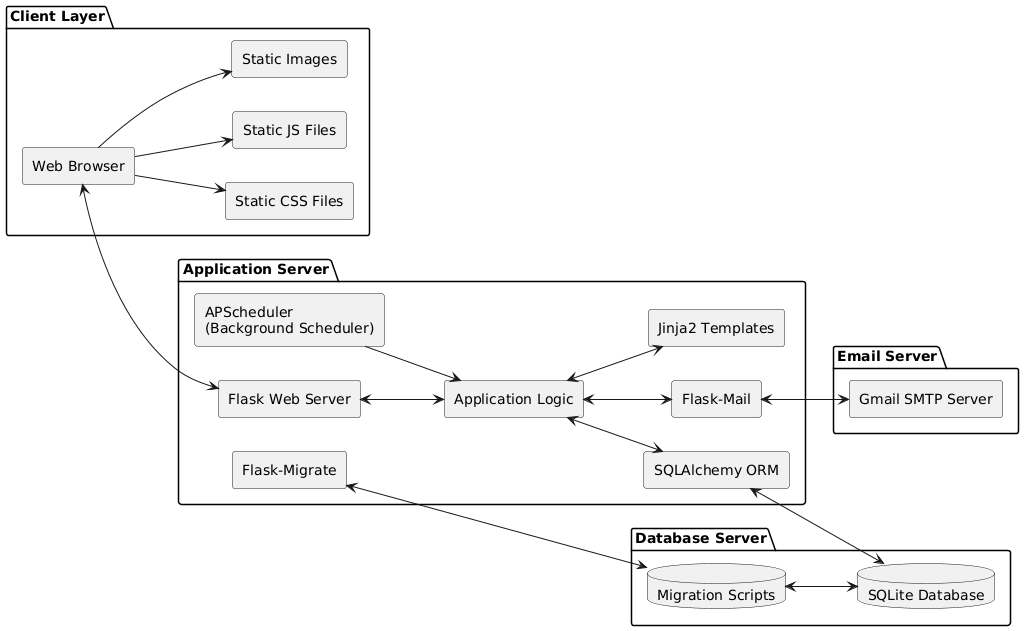 Client Layer
Static Images
Static JS Files
Web Browser
Static CSS Files
Application Server
APScheduler
(Background Scheduler)
Jinja2 Templates
Flask Web Server
Application Logic
Flask-Mail
Flask-Migrate
SQLAlchemy ORM
Email Server
Gmail SMTP Server
Database Server
Migration Scripts
SQLite Database